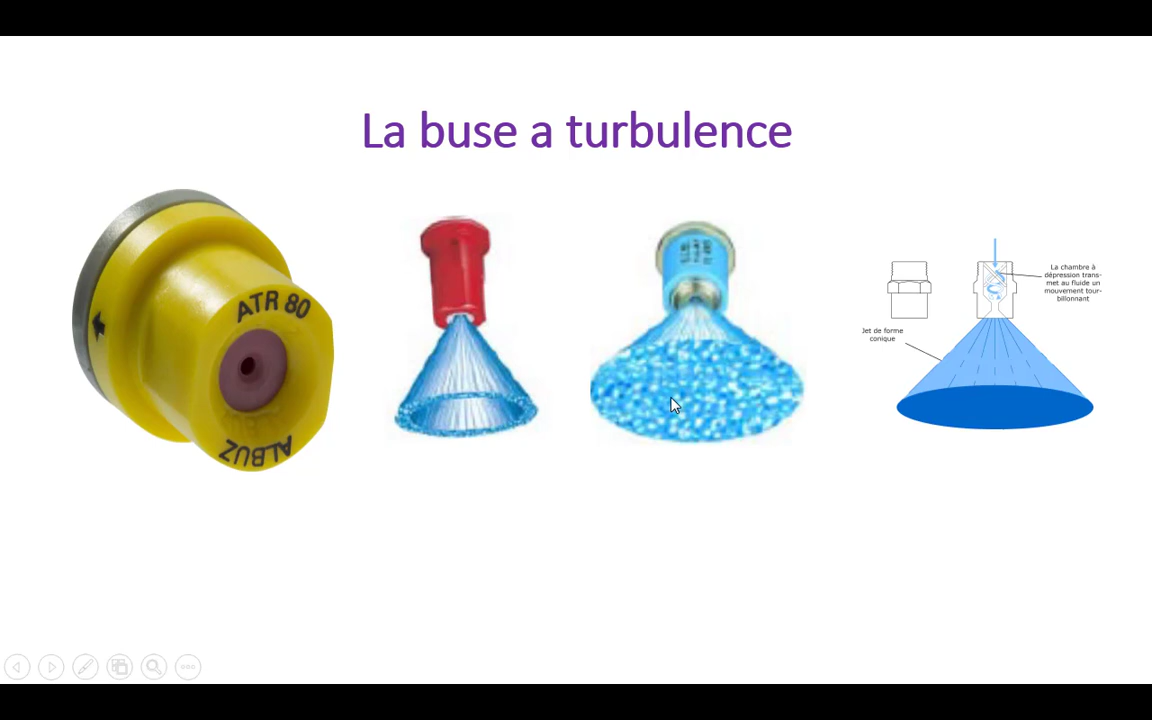 La buse a turbulence
ATR 80
ALBUZ
La chambre à
dépression trans-
met au fluide un
mouvement tour-
billonnant
Jet de forme
conique